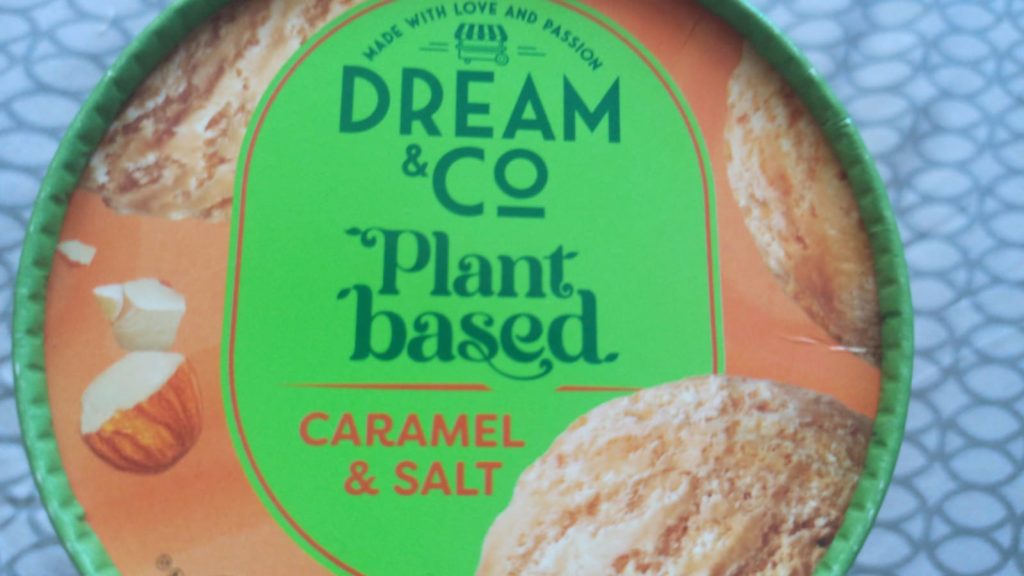 MADE WITH LOVE AND PASSION
DREAM
& Co
Plant
based
CARAMEL
& SALT